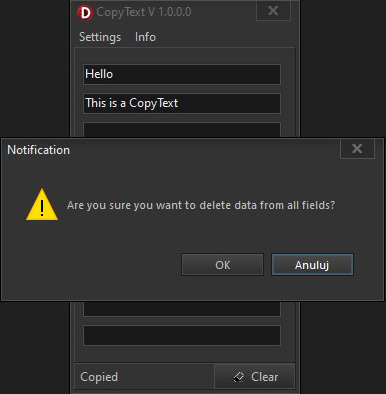 CopyText V 1.0.0.0
Settings Info
Hello
This is a CopyText
Notification
Are you sure you want to delete data from all fields?
OK Anuluj
Copied Clear